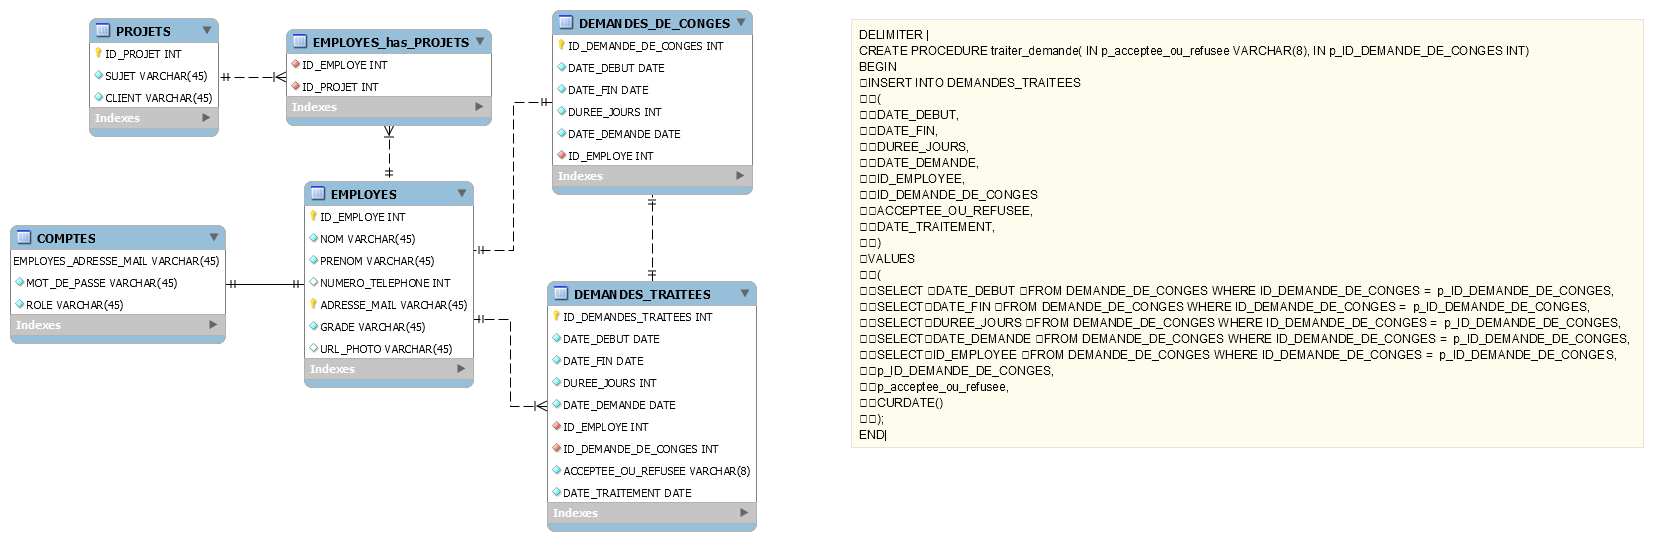 PROJETS
ID_PROJET INT
SUJET VARCHAR(45)
CLIENT VARCHAR(45)
Indexes
EMPLOYES_has_PROJETS
ID_EMPLOYE INT
ID_PROJET INT
Indexes
DEMANDES_DE_CONGES
ID_DEMANDE_DE_CONGES INT
DATE_DEBUT DATE
DATE_FIN DATE
DUREE_JOURS INT
DATE_DEMANDE DATE
ID_EMPLOYE INT
Indexes
EMPLOYES
ID_EMPLOYE INT
NOM VARCHAR(45)
PRENOM VARCHAR(45)
NUMERO_TELEPHONE INT
ADRESSE_MAIL VARCHAR(45)
GRADE VARCHAR(45)
URL_PHOTO VARCHAR(45)
Indexes
COMPTES
EMPLOYES_ADRESSE_MAIL VARCHAR(45)
MOT_DE_PASSE VARCHAR(45)
ROLE VARCHAR(45)
Indexes
DEMANDES_TRAITEES
ID_DEMANDES_TRAITEES INT
DATE_DEBUT DATE
DATE_FIN DATE
DUREE_JOURS INT
DATE_DEMANDE DATE
ID_EMPLOYE INT
ID_DEMANDE_DE_CONGES INT
ACCEPTEE_OU_REFUSEE VARCHAR(8)
DATE_TRAITEMENT DATE
Indexes
DELIMITER |
CREATE PROCEDURE traiter_demande( IN p_acceptee_ou_refusee VARCHAR(8), IN p_ID_DEMANDE_DE_CONGES INT)
BEGIN
INSERT INTO DEMANDES_TRAITEES
(
DATE_DEBUT,
DATE_FIN,
DUREE_JOURS,
DATE_DEMANDE,
ID_EMPLOYEE,
ID_DEMANDE_DE_CONGES
ACCEPTEE_OU_REFUSEE,
DATE_TRAITEMENT,
)
VALUES
(
SELECT DATE_DEBUT FROM DEMANDE_DE_CONGES WHERE ID_DEMANDE_DE_CONGES = p_ID_DEMANDE_DE_CONGES,
SELECT DATE_FIN FROM DEMANDE_DE_CONGES WHERE ID_DEMANDE_DE_CONGES = p_ID_DEMANDE_DE_CONGES,
SELECT DUREE_JOURS FROM DEMANDE_DE_CONGES WHERE ID_DEMANDE_DE_CONGES = p_ID_DEMANDE_DE_CONGES,
SELECT DATE_DEMANDE FROM DEMANDE_DE_CONGES WHERE ID_DEMANDE_DE_CONGES = p_ID_DEMANDE_DE_CONGES,
SELECT ID_EMPLOYEE FROM DEMANDE_DE_CONGES WHERE ID_DEMANDE_DE_CONGES = p_ID_DEMANDE_DE_CONGES,
p_ID_DEMANDE_DE_CONGES,
p_acceptee_ou_refusee,
CURDATE()
);
END|